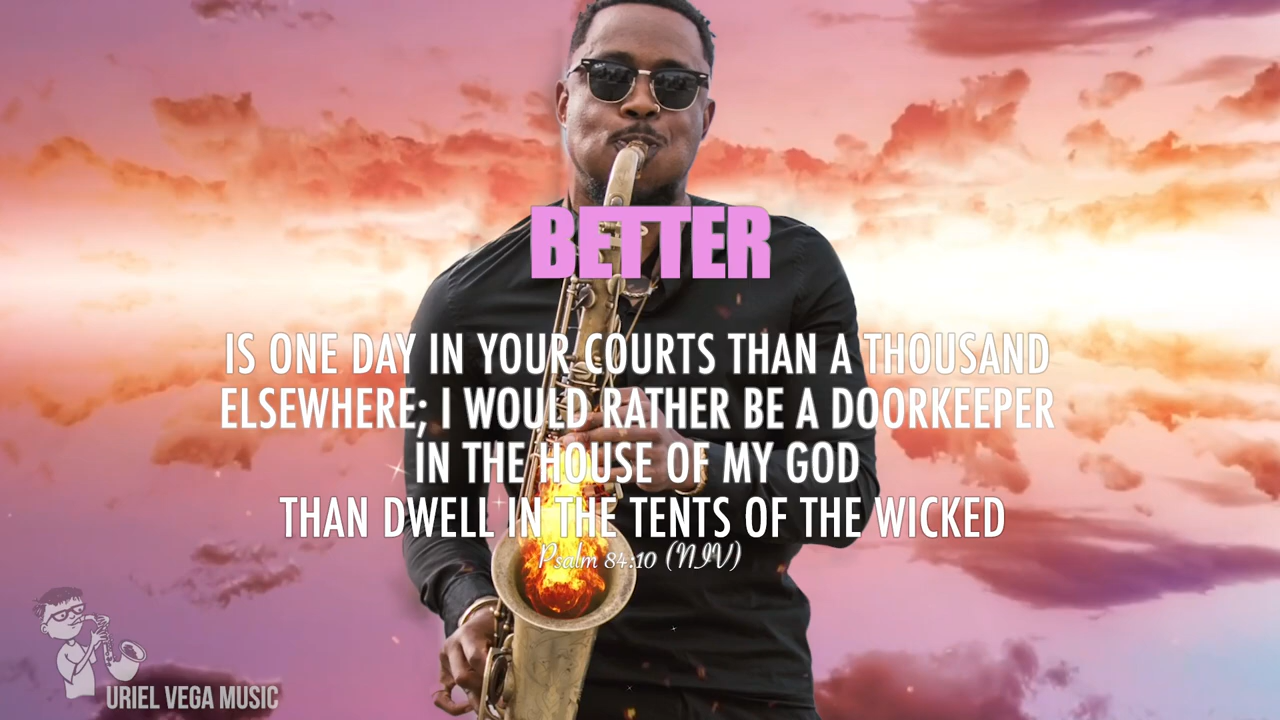 BETTER
IS ONE DAY IN YOUR COURTS THAN A THOUSAND
ELSEWHERE; I WOULD RATHER BE A DOORKEEPER
IN THE HOUSE OF MY GOD
THAN DWELL IN THE TENTS OF THE WICKED
Psalm 84:10 (NIV)
URIEL VEGA MUSIC